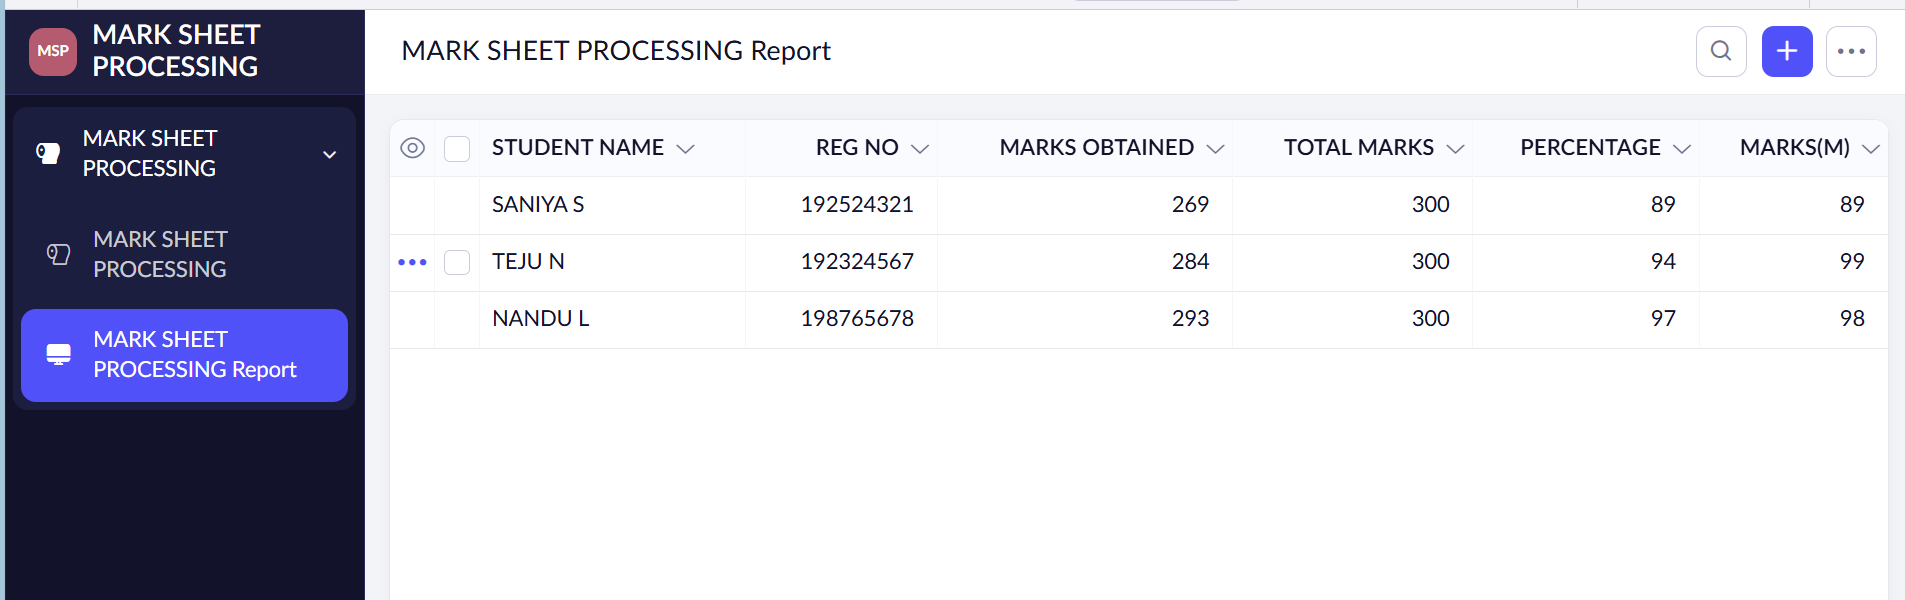 MSP
MARK SHEET
PROCESSING
MARK SHEET PROCESSING Report
MARK SHEET
PROCESSING
MARK SHEET
PROCESSING
MARK SHEET
PROCESSING Report
STUDENT NAME REG NO MARKS OBTAINED TOTAL MARKS PERCENTAGE MARKS(M)
SANIYA S 192524321 269 300 89 89
TEJU N 192324567 284 300 94 99
NANDU L 198765678 293 300 97 98